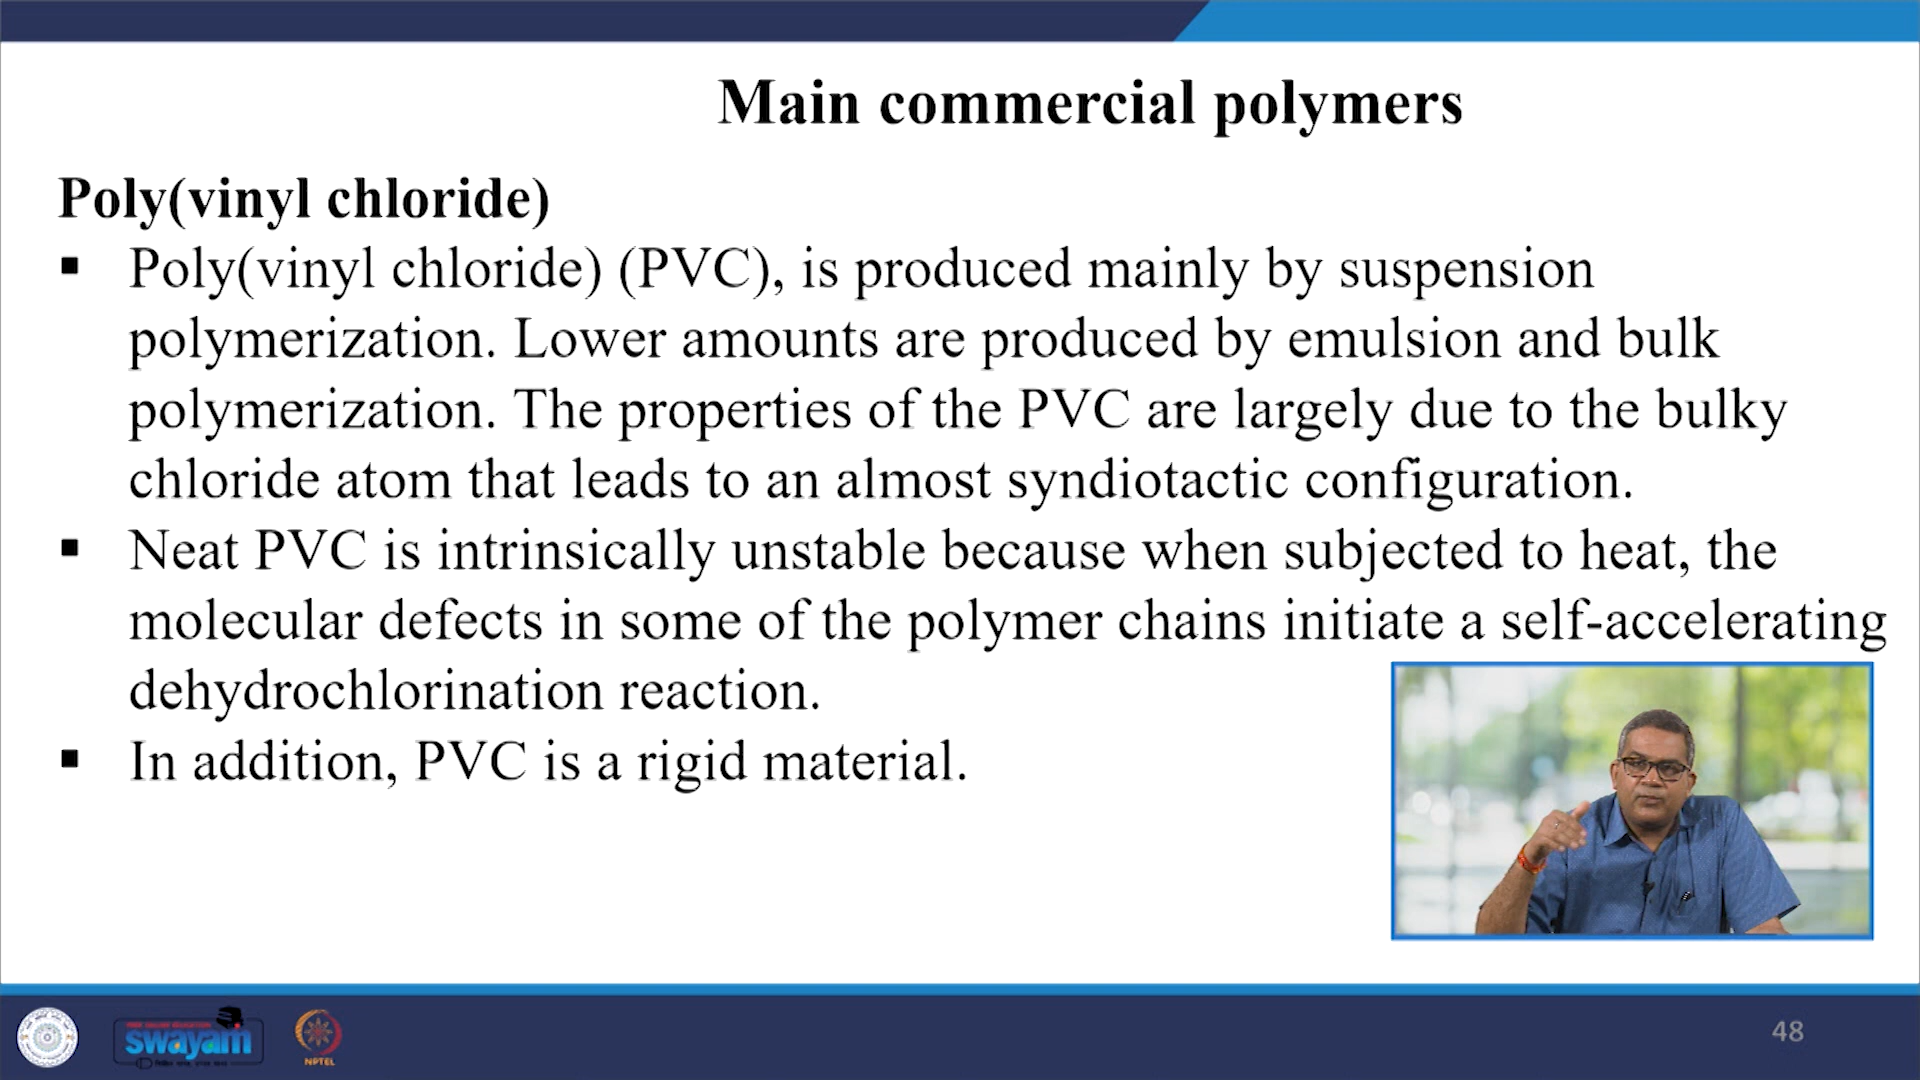 Main commercial polymers
Poly(vinyl chloride)
▪ Poly(vinyl chloride) (PVC), is produced mainly by suspension
polymerization. Lower amounts are produced by emulsion and bulk
polymerization. The properties of the PVC are largely due to the bulky
chloride atom that leads to an almost syndiotactic configuration.
▪ Neat PVC is intrinsically unstable because when subjected to heat, the
molecular defects in some of the polymer chains initiate a self-accelerating
dehydrochlorination reaction.
▪ In addition, PVC is a rigid material.
swayam
NPTEL
48